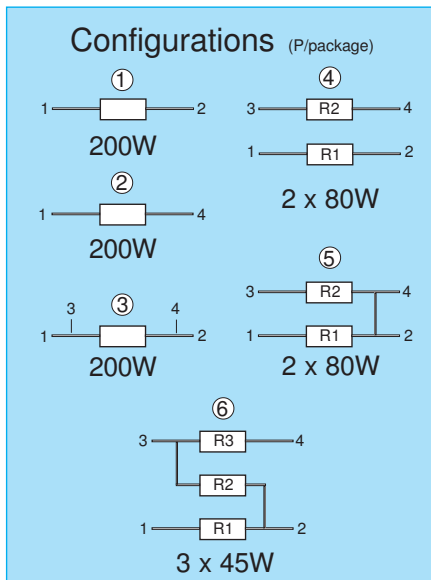 Configurations (P/package)
①
1 2
200W
②
1 4
200W
③
3 4
1 2
200W
④
3 R2 4
1 R1 2
2 x 80W
⑤
3 R2 4
1 R1 2
2 x 80W
⑥
3 R3 4
R2
1 R1 2
3 x 45W